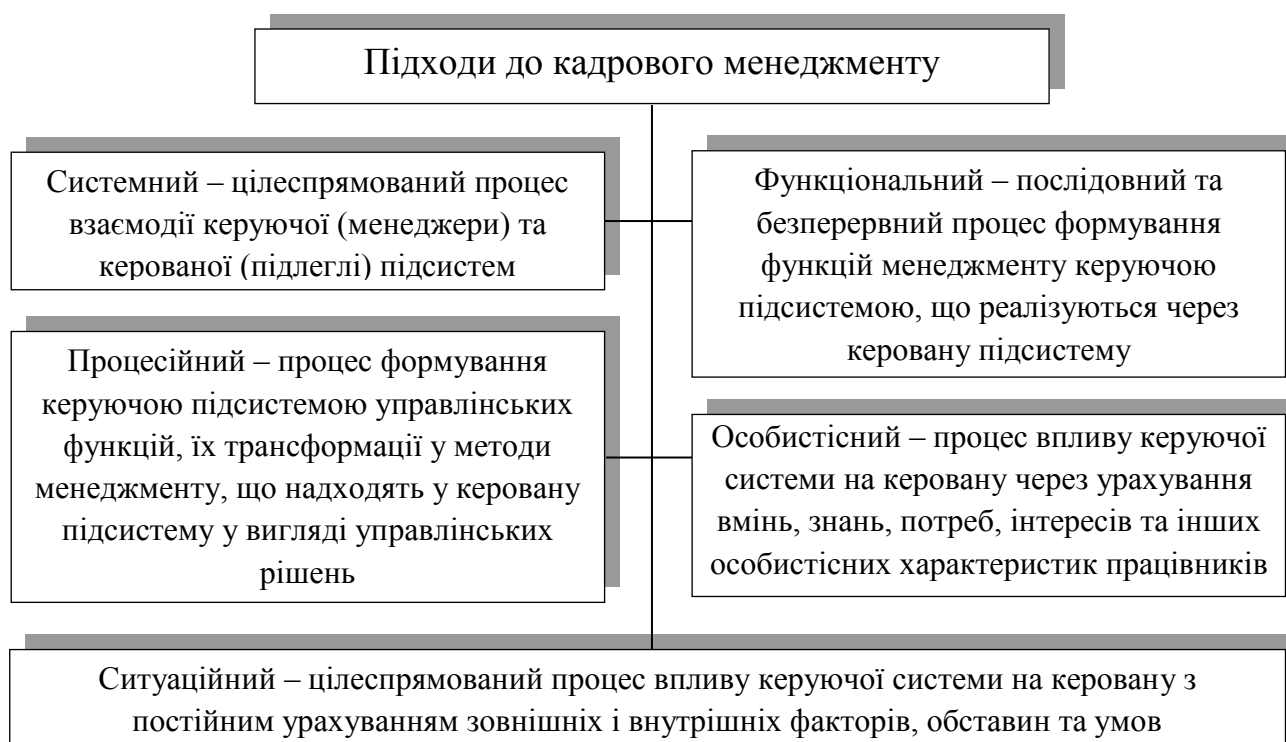 Підходи до кадрового менеджменту
Системний – цілеспрямований процес
взаємодії керуючої (менеджери) та
керованої (підлеглі) підсистем
Функціональний – послідовний та
безперервний процес формування
функцій менеджменту керуючою
підсистемою, що реалізуються через
керовану підсистему
Процесійний – процес формування
керуючою підсистемою управлінських
функцій, їх трансформації у методи
менеджменту, що надходять у керовану
підсистему у вигляді управлінських
рішень
Особистісний – процес впливу керуючої
системи на керовану через урахування
вмінь, знань, потреб, інтересів та інших
особистісних характеристик працівників
Ситуаційний – цілеспрямований процес впливу керуючої системи на керовану з
постійним урахуванням зовнішніх і внутрішніх факторів, обставин та умов